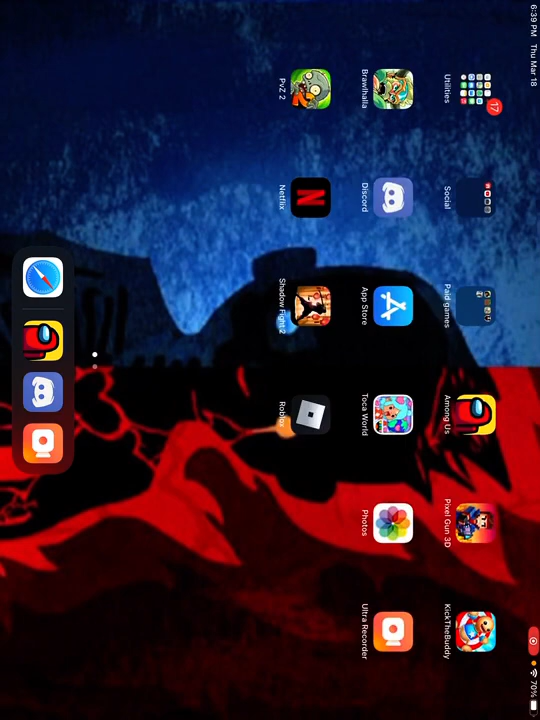 6:39 PM Thu Mar 18
70%
17
Utilities
Social
Paid games
Among Us
Pixel Gun 3D
KickTheBuddy
Brawlhalla
Discord
App Store
Toca World
Photos
Ultra Recorder
PvZ 2
Netflix
Shadow Fight 2
Roblox
N